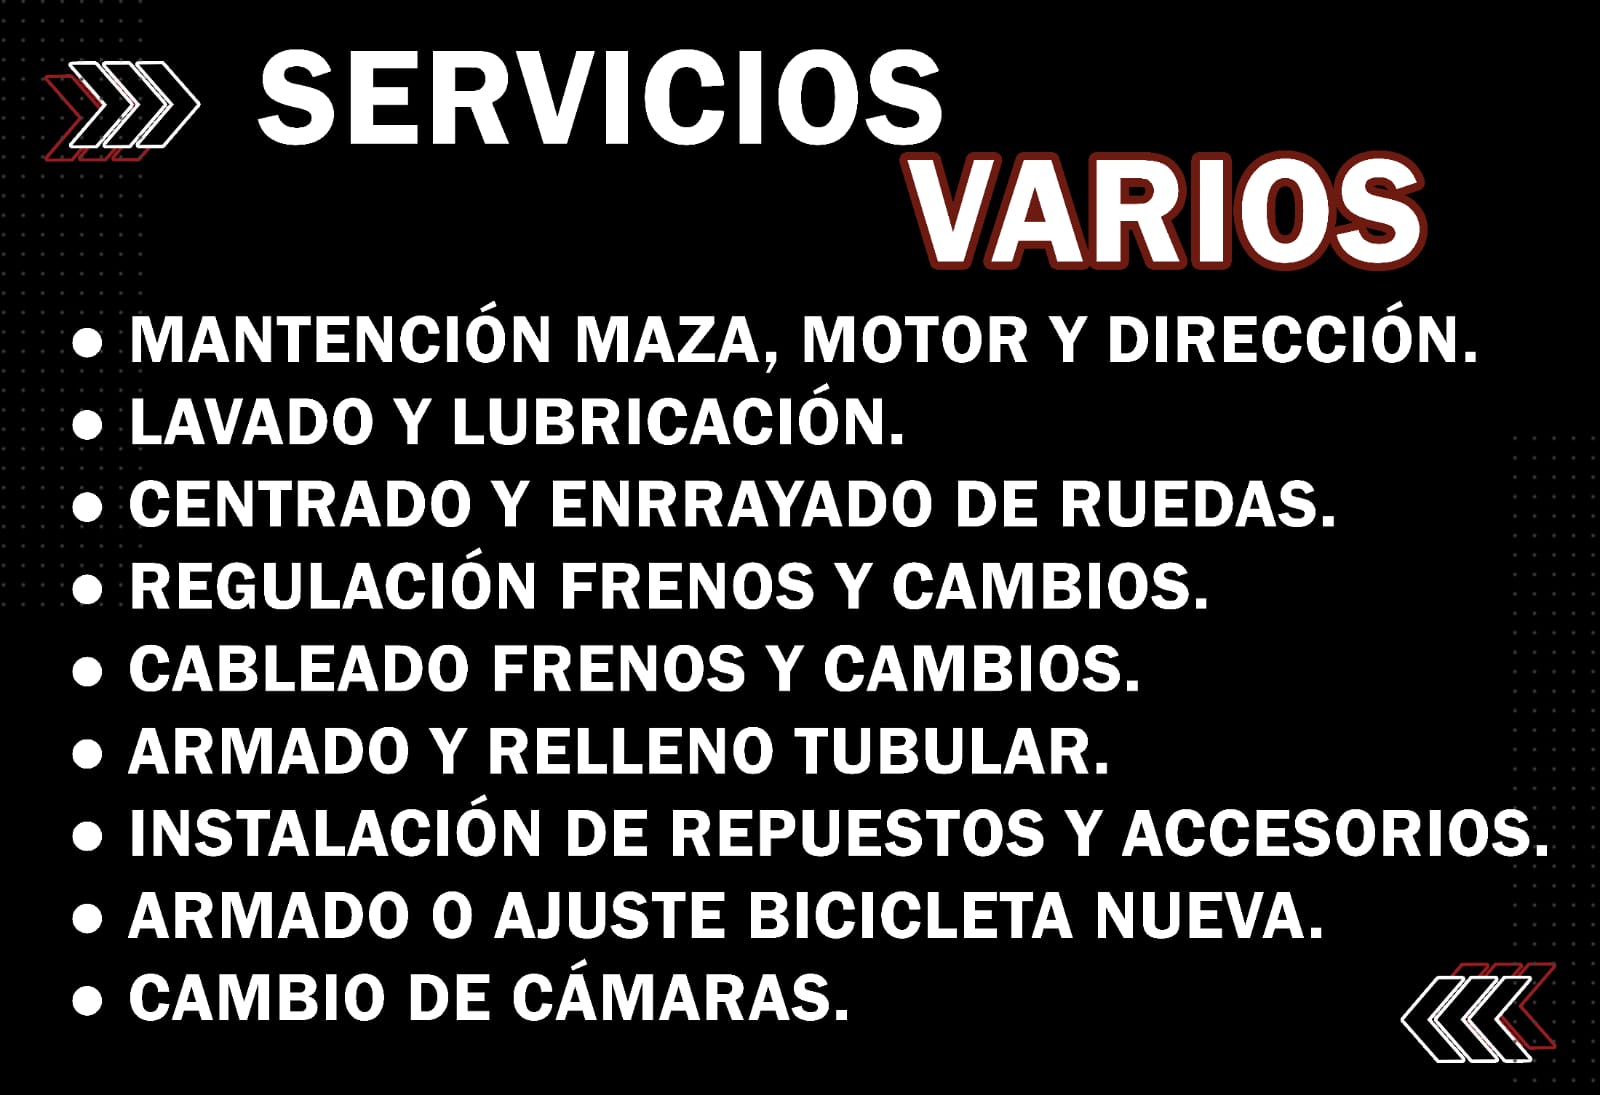 SERVICIOS
VARIOS
● MANTENCIÓN MAZA, MOTOR Y DIRECCIÓN.
● LAVADO Y LUBRICACIÓN.
● CENTRADO Y ENRRAYADO DE RUEDAS.
● REGULACIÓN FRENOS Y CAMBIOS.
● CABLEADO FRENOS Y CAMBIOS.
● ARMADO Y RELLENO TUBULAR.
● INSTALACIÓN DE REPUESTOS Y ACCESORIOS.
● ARMADO O AJUSTE BICICLETA NUEVA.
● CAMBIO DE CÁMARAS.